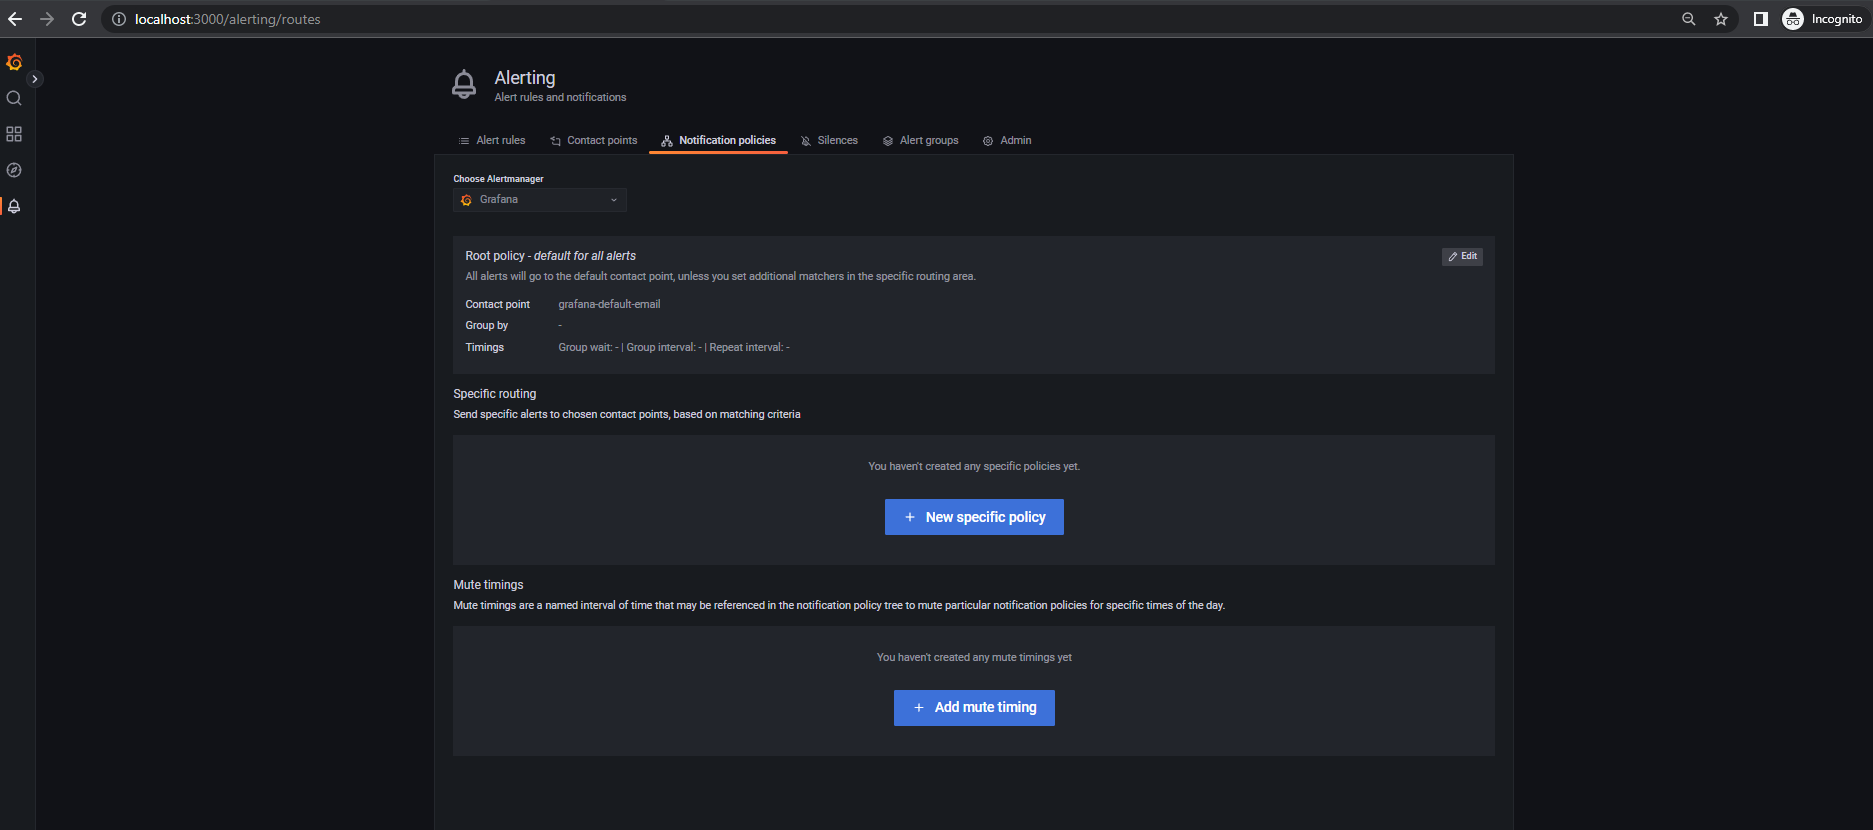 localhost:3000/alerting/routes
Incognito
Alerting
Alert rules and notifications
Alert rules Contact points Notification policies Silences Alert groups Admin
Choose Alertmanager
Grafana
Root policy - default for all alerts
Edit
All alerts will go to the default contact point, unless you set additional matchers in the specific routing area.
Contact point grafana-default-email
Group by -
Timings Group wait: - | Group interval: - | Repeat interval: -
Specific routing
Send specific alerts to chosen contact points, based on matching criteria
You haven't created any specific policies yet.
+ New specific policy
Mute timings
Mute timings are a named interval of time that may be referenced in the notification policy tree to mute particular notification policies for specific times of the day.
You haven't created any mute timings yet
+ Add mute timing